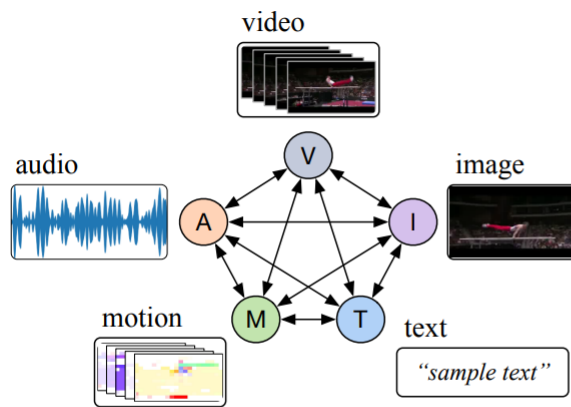 video
V
audio
A
image
I
motion
M
T
text
“sample text”